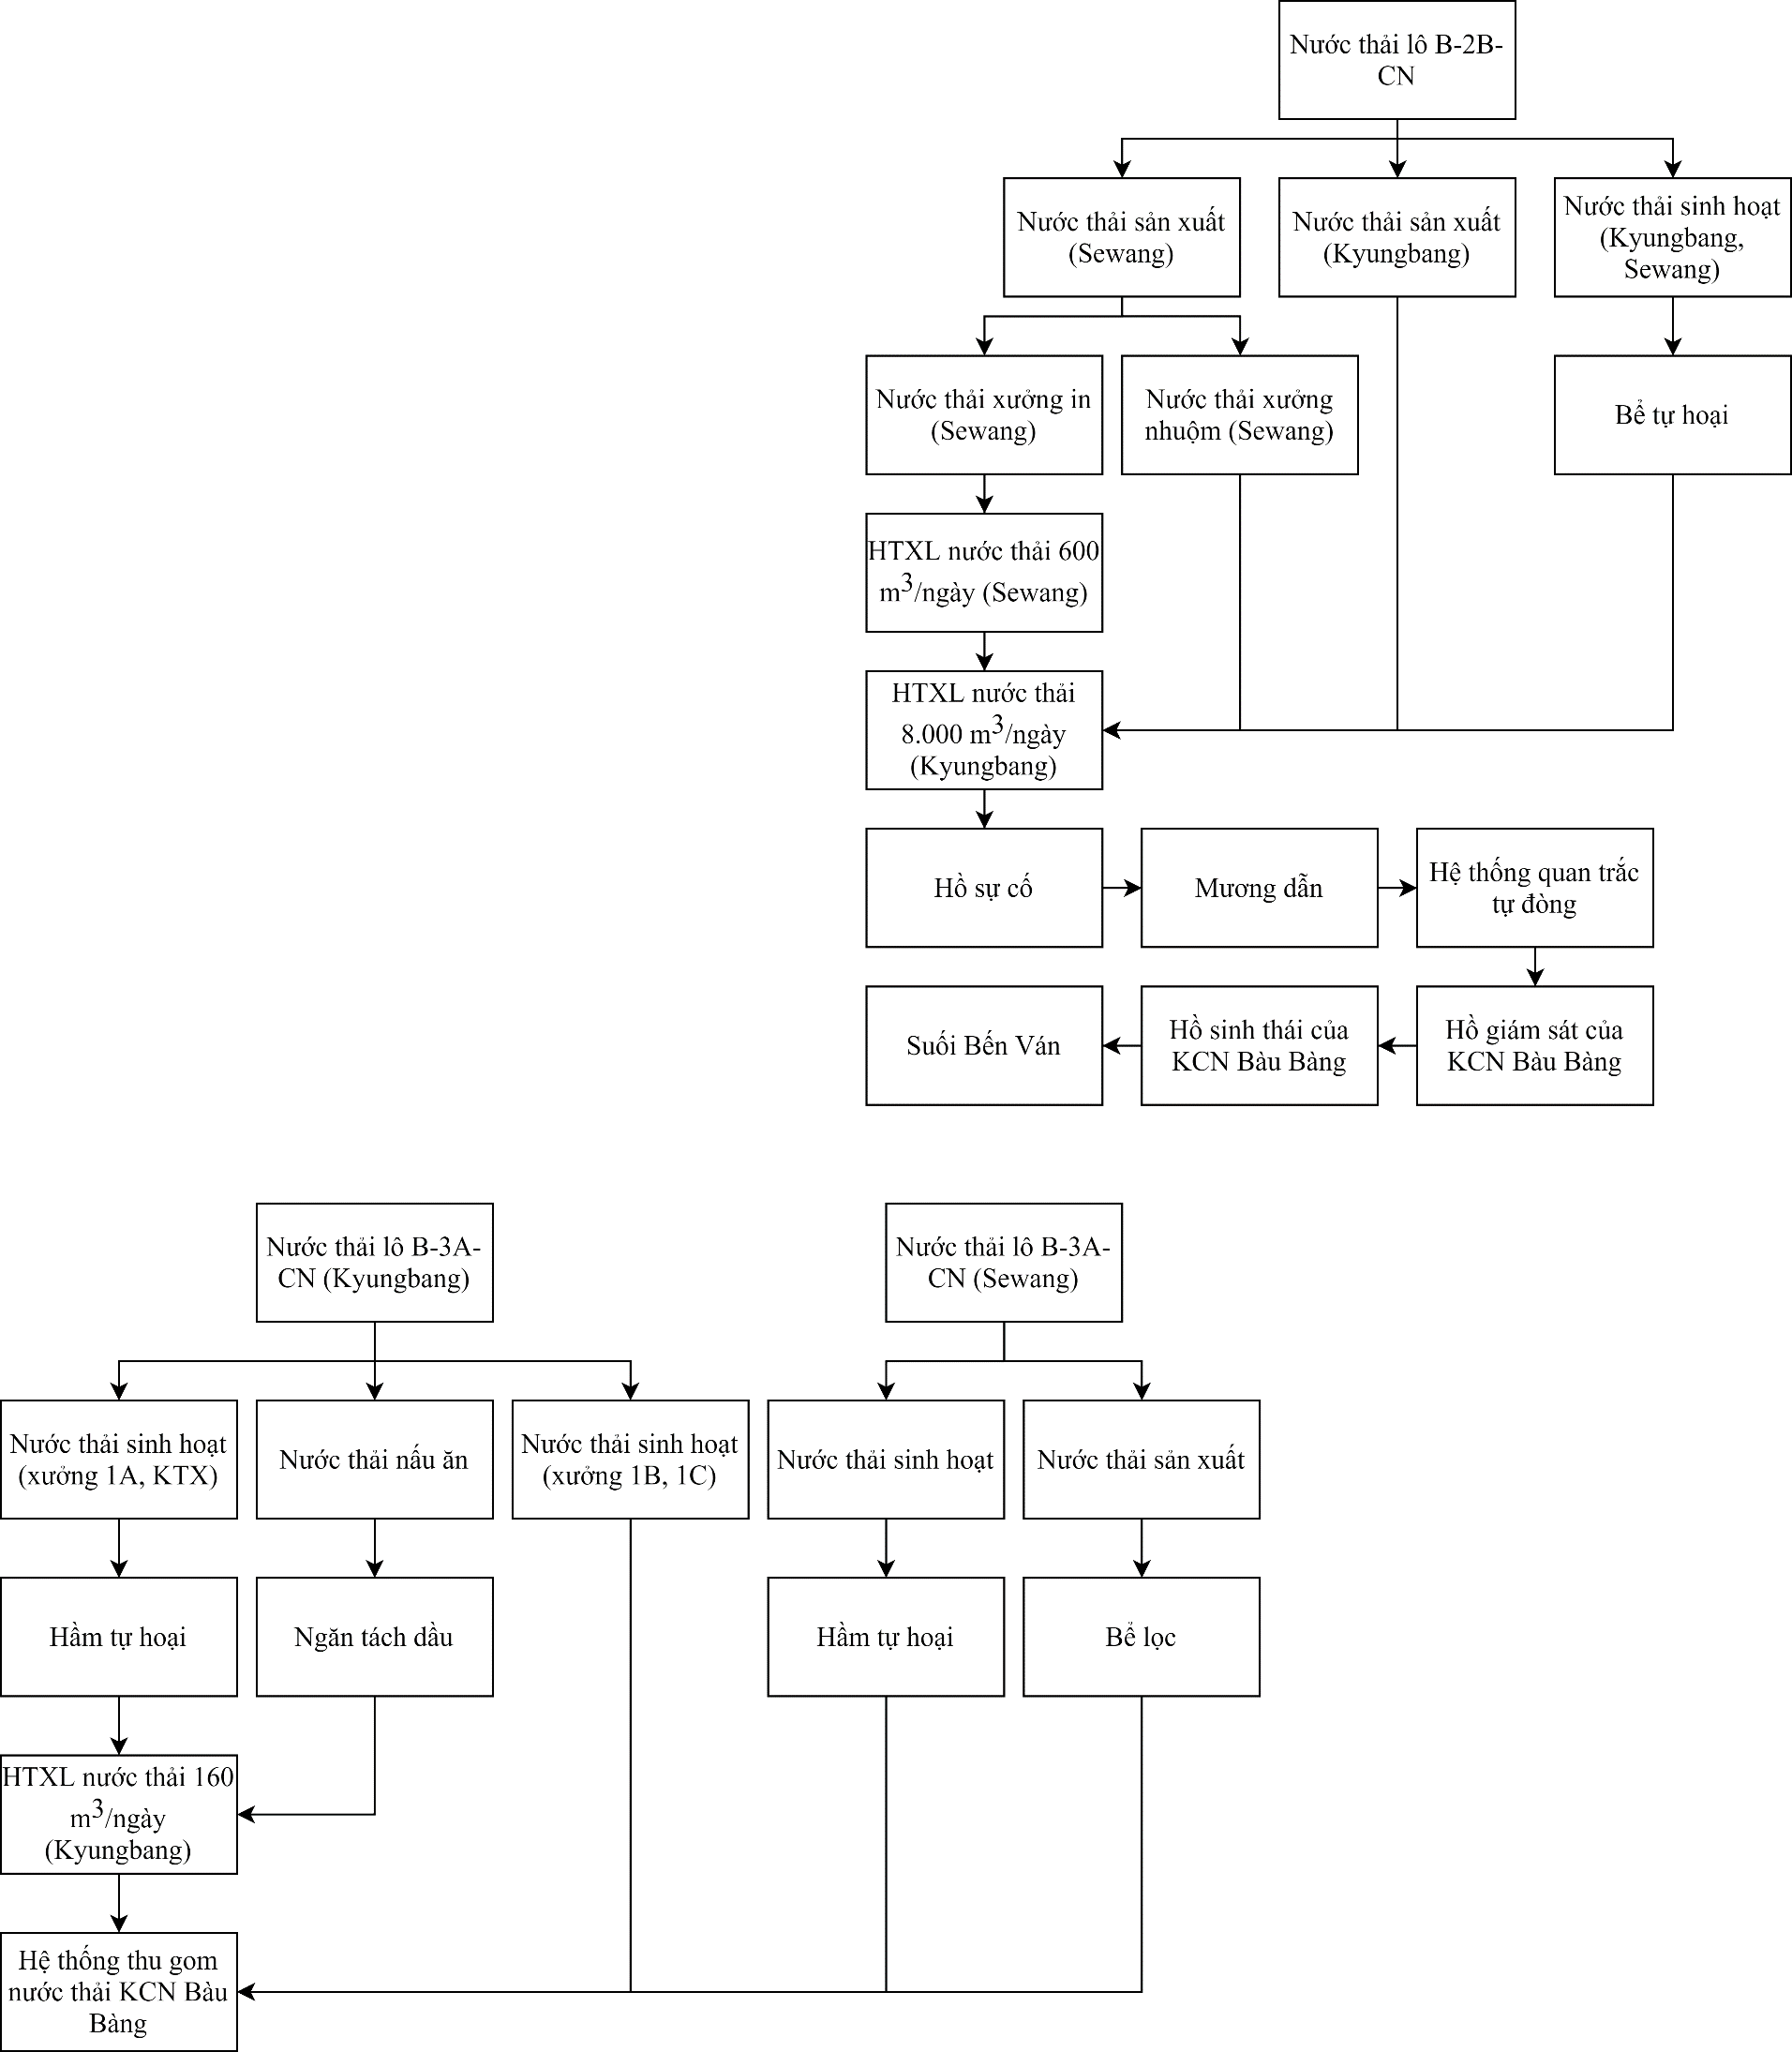 Nước thải lô B-2B-
CN
Nước thải sản xuất
(Sewang)
Nước thải sản xuất
(Kyungbang)
Nước thải sinh hoạt
(Kyungbang,
Sewang)
Nước thải xưởng in
(Sewang)
Nước thải xưởng
nhuộm (Sewang)
Bể tự hoại
HTXL nước thải 600
m³/ngày (Sewang)
HTXL nước thải
8.000 m³/ngày
(Kyungbang)
Hồ sự cố
Mương dẫn
Hệ thống quan trắc
tự đòng
Suối Bến Ván
Hồ sinh thái của
KCN Bàu Bàng
Hồ giám sát của
KCN Bàu Bàng
Nước thải lô B-3A-
CN (Kyungbang)
Nước thải lô B-3A-
CN (Sewang)
Nước thải sinh hoạt
(xưởng 1A, KTX)
Nước thải nấu ăn
Nước thải sinh hoạt
(xưởng 1B, 1C)
Nước thải sinh hoạt
Nước thải sản xuất
Hầm tự hoại
Ngăn tách dầu
Hầm tự hoại
Bể lọc
HTXL nước thải 160
m³/ngày
(Kyungbang)
Hệ thống thu gom
nước thải KCN Bàu
Bàng